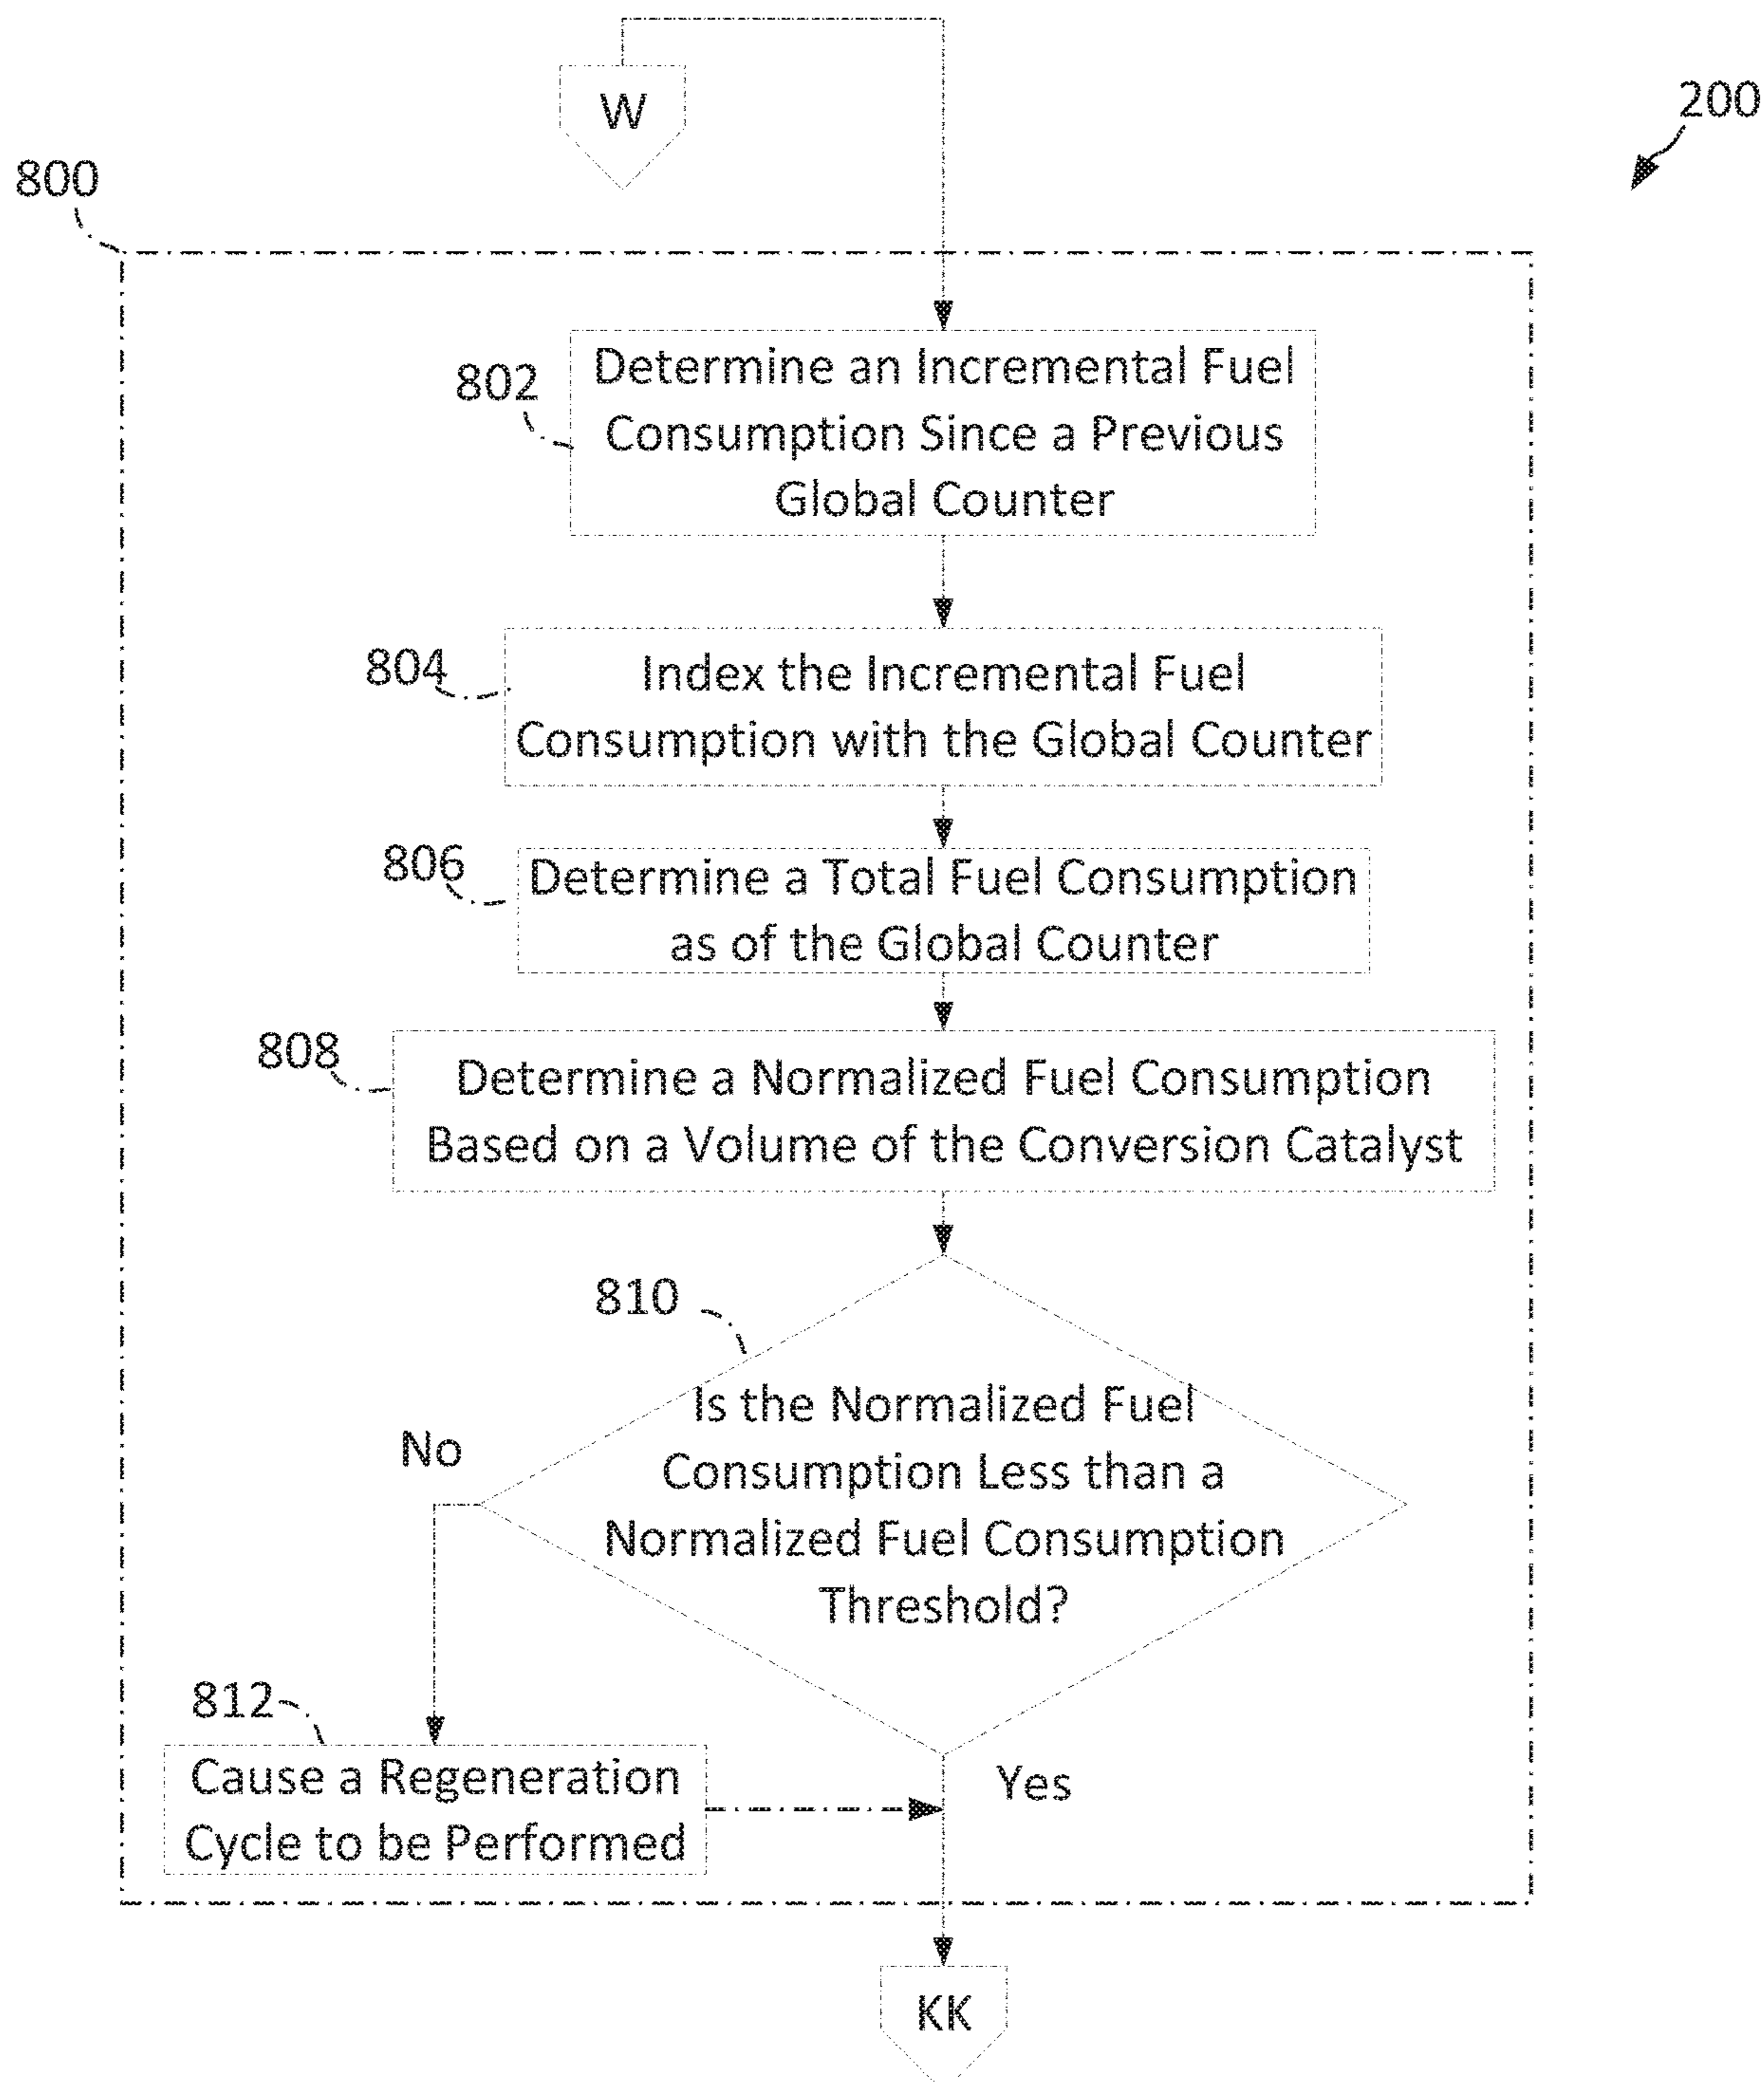 W
200
800
802
Determine an Incremental Fuel
Consumption Since a Previous
Global Counter
804
Index the Incremental Fuel
Consumption with the Global Counter
806
Determine a Total Fuel Consumption
as of the Global Counter
808
Determine a Normalized Fuel Consumption
Based on a Volume of the Conversion Catalyst
810
Is the Normalized Fuel
Consumption Less than a
Normalized Fuel Consumption
Threshold?
No
812
Cause a Regeneration
Cycle to be Performed
Yes
KK